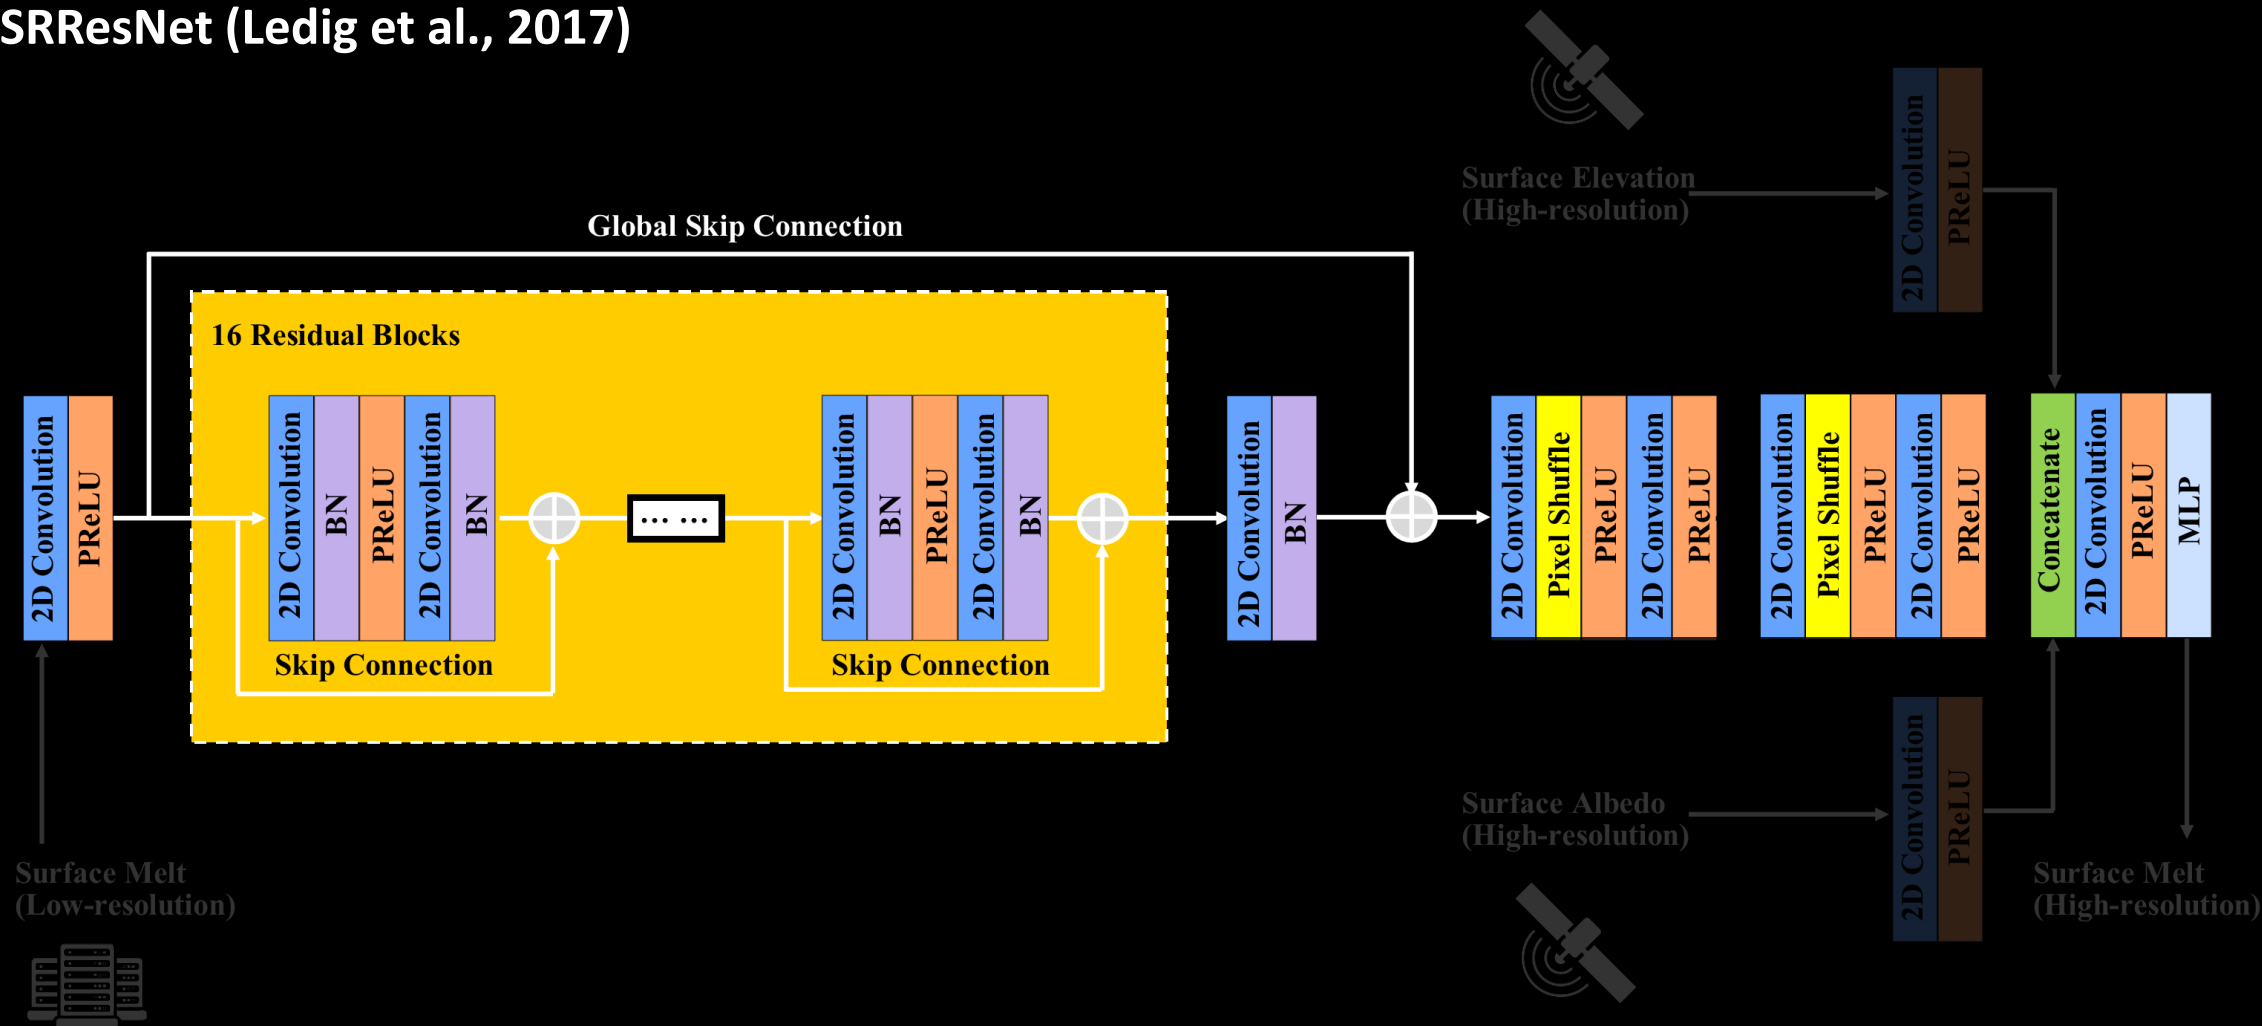 SRResNet (Ledig et al., 2017)
Surface Elevation
(High-resolution)
2D Convolution
PReLU
Global Skip Connection
16 Residual Blocks
2D Convolution
PReLU
2D Convolution
BN
PReLU
2D Convolution
BN
Skip Connection
... ...
2D Convolution
BN
PReLU
2D Convolution
BN
Skip Connection
2D Convolution
BN
2D Convolution
Pixel Shuffle
PReLU
2D Convolution
PReLU
2D Convolution
Pixel Shuffle
PReLU
2D Convolution
PReLU
Concatenate
2D Convolution
PReLU
MLP
Surface Albedo
(High-resolution)
2D Convolution
PReLU
Surface Melt
(Low-resolution)
Surface Melt
(High-resolution)